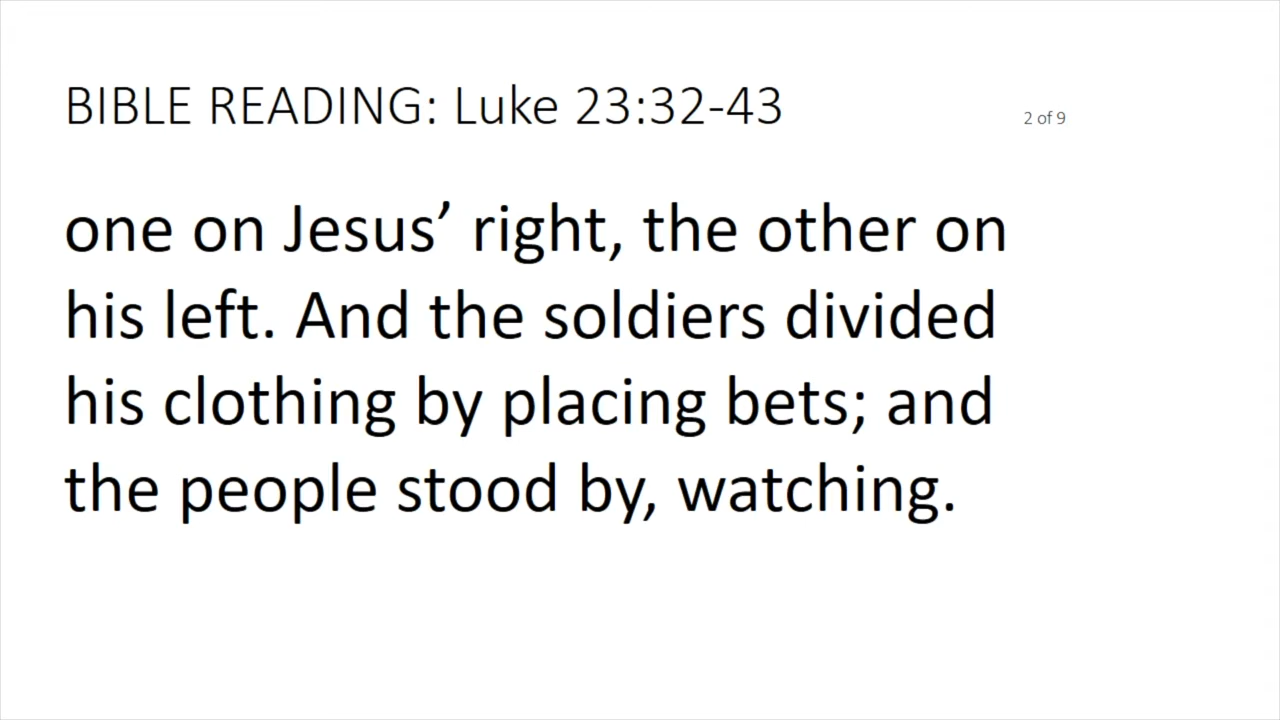 BIBLE READING: Luke 23:32-43
2 of 9
one on Jesus’ right, the other on
his left. And the soldiers divided
his clothing by placing bets; and
the people stood by, watching.